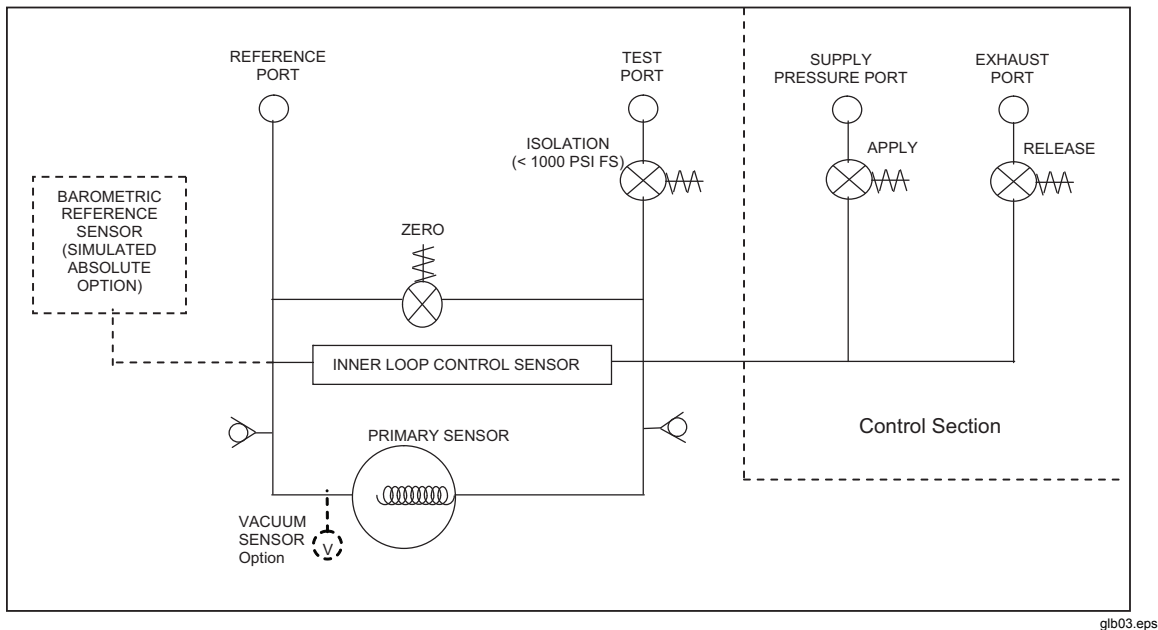 REFERENCE
PORT
TEST
PORT
SUPPLY
PRESSURE PORT
EXHAUST
PORT
ISOLATION
(< 1000 PSI FS)
APPLY
RELEASE
BAROMETRIC
REFERENCE
SENSOR
(SIMULATED
ABSOLUTE
OPTION)
ZERO
INNER LOOP CONTROL SENSOR
PRIMARY SENSOR
Control Section
VACUUM
SENSOR
Option
V
glb03.eps